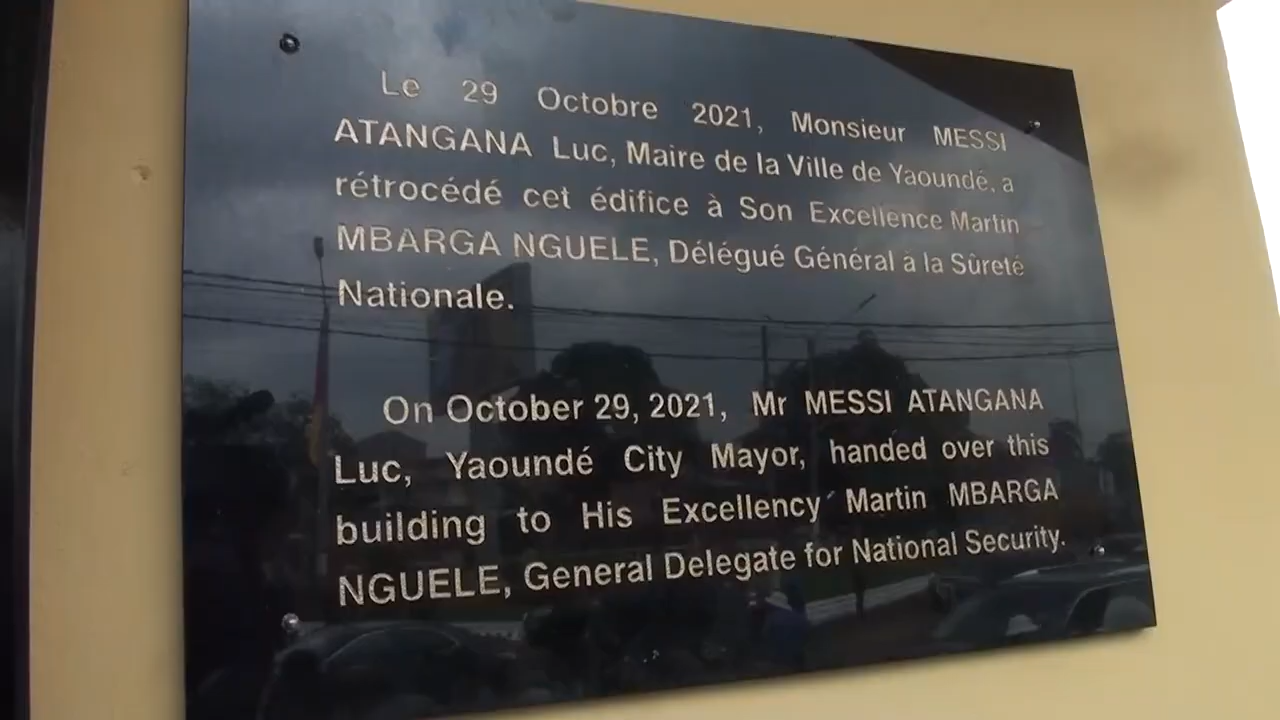 Le 29 Octobre 2021, Monsieur MESSI
ATANGANA Luc, Maire de la Ville de Yaoundé, a
rétrocédé cet édifice à Son Excellence Martin
MBARGA NGUELE, Délégué Général à la Sûreté
Nationale.
On October 29, 2021, Mr MESSI ATANGANA
Luc, Yaoundé City Mayor, handed over this
building to His Excellency Martin MBARGA
NGUELE, General Delegate for National Security.